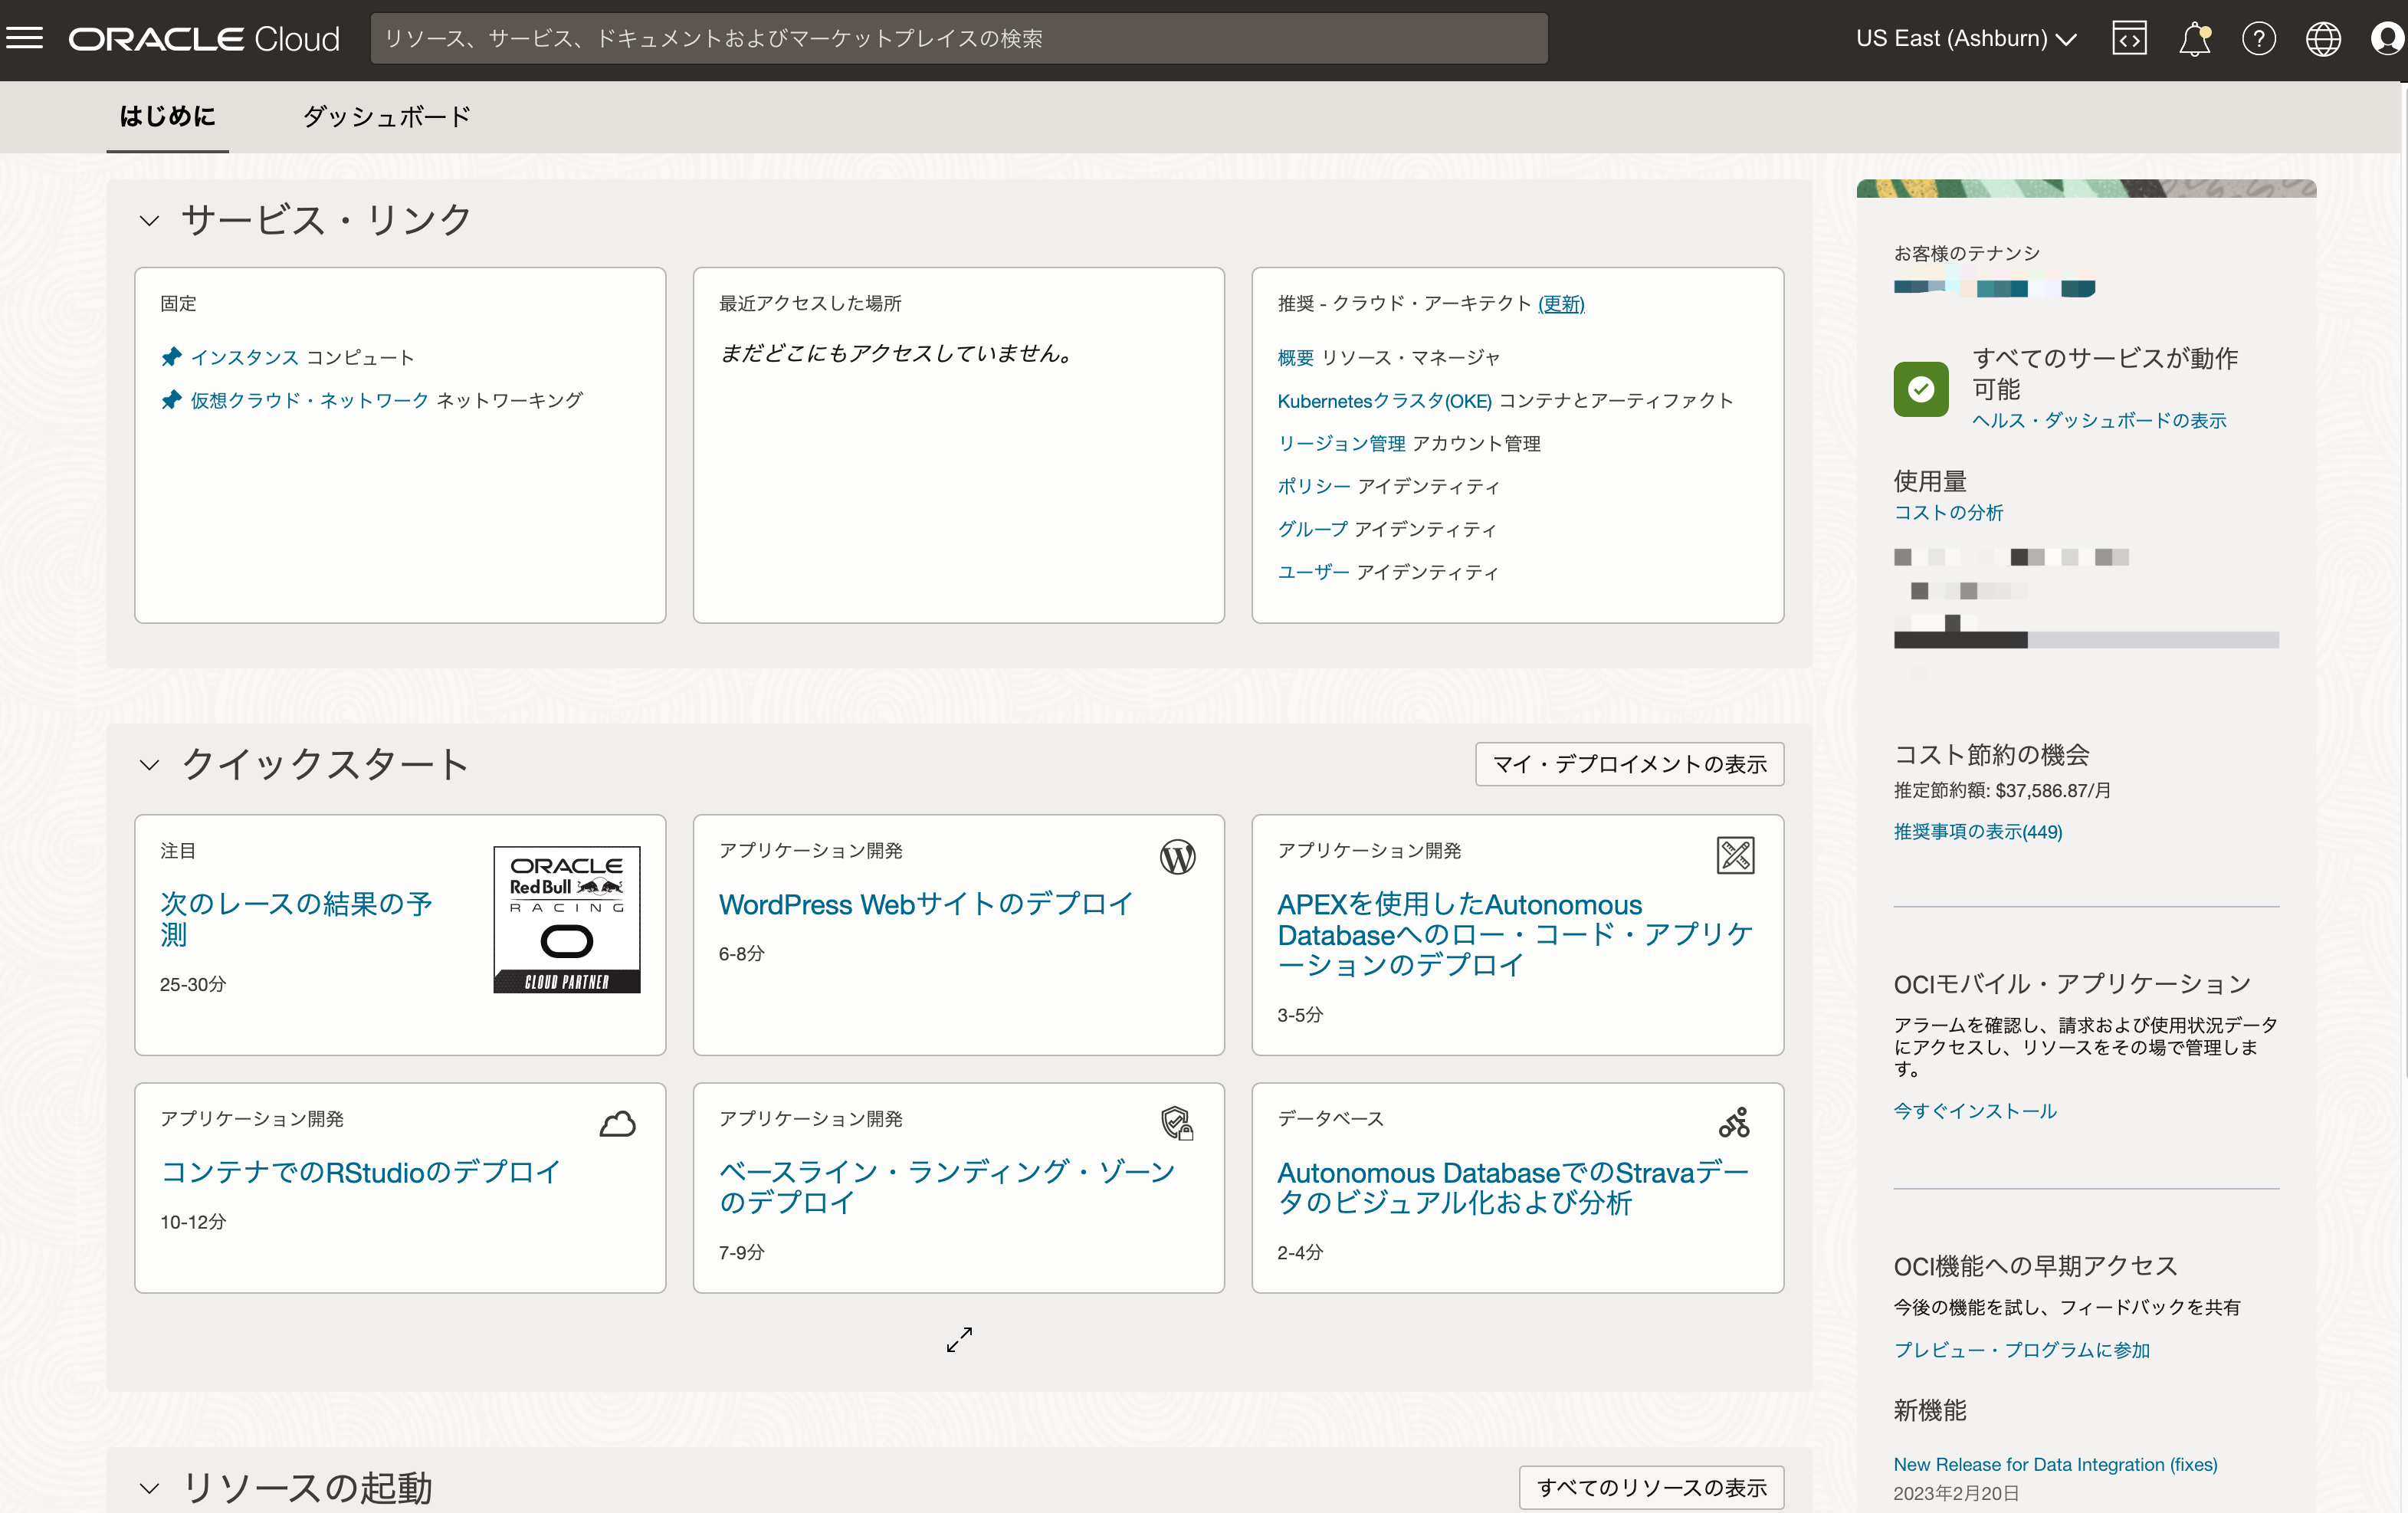 ORACLE Cloud
リソース、サービス、ドキュメントおよびマーケットプレイスの検索
US East (Ashburn)
はじめに
ダッシュボード
サービス・リンク
固定
インスタンス コンピュート
仮想クラウド・ネットワーク ネットワーキング
最近アクセスした場所
まだどこにもアクセスしていません。
推奨 - クラウド・アーキテクト (更新)
概要 リソース・マネージャ
Kubernetesクラスタ(OKE) コンテナとアーティファクト
リージョン管理 アカウント管理
ポリシー アイデンティティ
グループ アイデンティティ
ユーザー アイデンティティ
クイックスタート
マイ・デプロイメントの表示
注目
次のレースの結果の予
測
25-30分
ORACLE
Red Bull
RACING
CLOUD PARTNER
アプリケーション開発
WordPress Webサイトのデプロイ
6-8分
アプリケーション開発
APEXを使用したAutonomous
Databaseへのロー・コード・アプリケ
ーションのデプロイ
3-5分
アプリケーション開発
コンテナでのRStudioのデプロイ
10-12分
アプリケーション開発
ベースライン・ランディング・ゾーン
のデプロイ
7-9分
データベース
Autonomous DatabaseでのStravaデー
タのビジュアル化および分析
2-4分
リソースの起動
すべてのリソースの表示
お客様のテナンシ
すべてのサービスが動作
可能
ヘルス・ダッシュボードの表示
使用量
コストの分析
コスト節約の機会
推定節約額: $37,586.87/月
推奨事項の表示(449)
OCIモバイル・アプリケーション
アラームを確認し、請求および使用状況データ
にアクセスし、リソースをその場で管理しま
す。
今すぐインストール
OCI機能への早期アクセス
今後の機能を試し、フィードバックを共有
プレビュー・プログラムに参加
新機能
New Release for Data Integration (fixes)
2023年2月20日